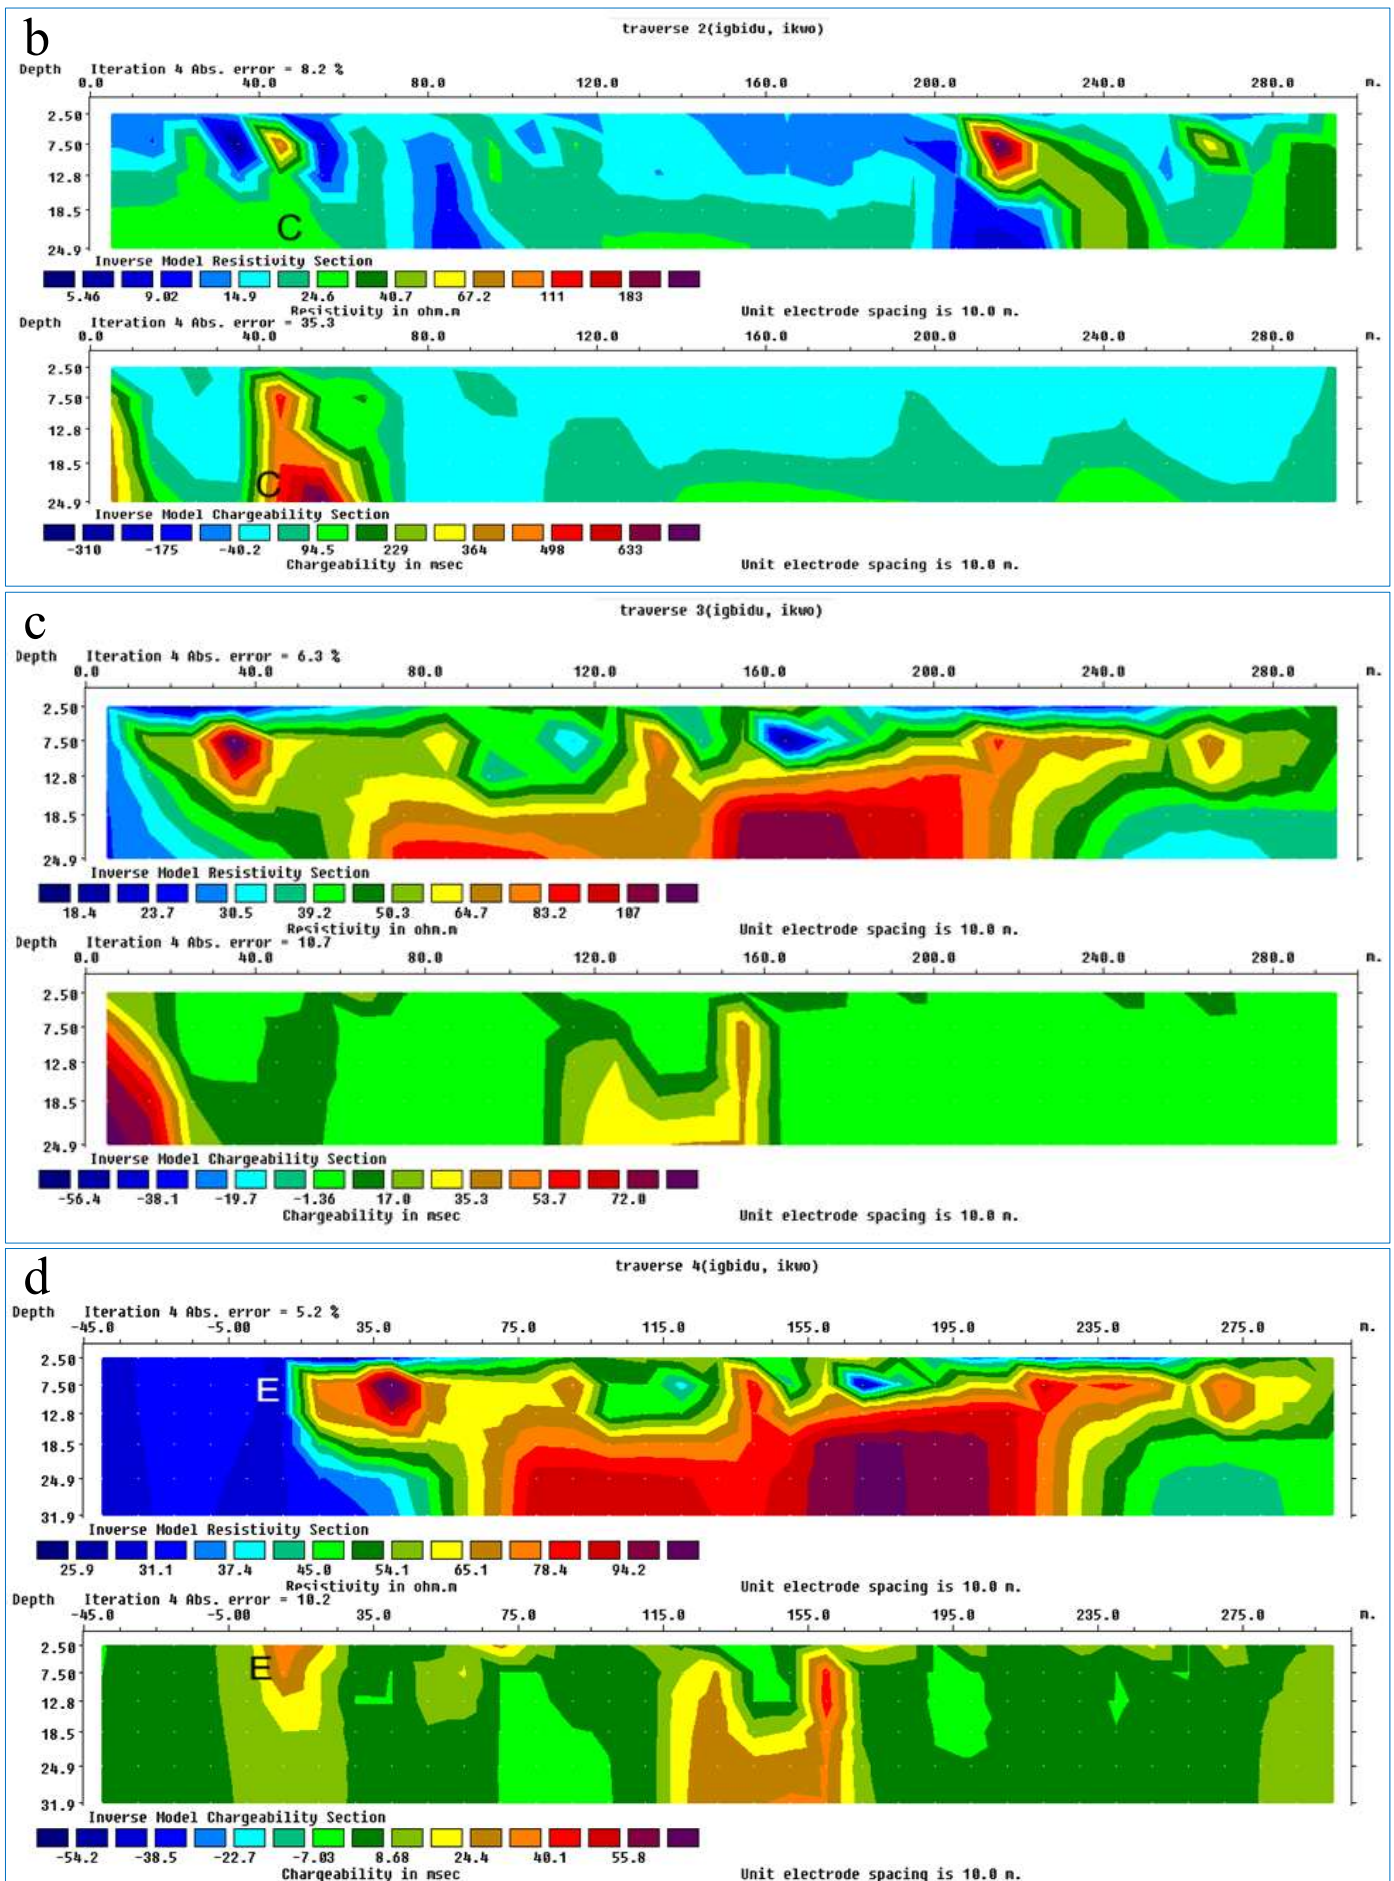 b
traverse 2(igbidu, ikwo)
Depth Iteration 4 Abs. error = 8.2 %
0.0 40.0 80.0 120.0 160.0 200.0 240.0 280.0 m.
2.50
7.50
12.8
18.5
C
24.9
Inverse Model Resistivity Section
5.46 9.02 14.9 24.6 40.7 67.2 111 183
Resistivity in ohm.m Unit electrode spacing is 10.0 m.
Depth Iteration 4 Abs. error = 35.3
0.0 40.0 80.0 120.0 160.0 200.0 240.0 280.0 m.
2.50
7.50
12.8
18.5
C
24.9
Inverse Model Chargeability Section
-310 -175 -40.2 94.5 229 364 498 633
Chargeability in msec Unit electrode spacing is 10.0 m.
c
traverse 3(igbidu, ikwo)
Depth Iteration 4 Abs. error = 6.3 %
0.0 40.0 80.0 120.0 160.0 200.0 240.0 280.0 m.
2.50
7.50
12.8
18.5
24.9
Inverse Model Resistivity Section
18.4 23.7 30.5 39.2 50.3 64.7 83.2 107
Resistivity in ohm.m Unit electrode spacing is 10.0 m.
Depth Iteration 4 Abs. error = 10.7
0.0 40.0 80.0 120.0 160.0 200.0 240.0 280.0 m.
2.50
7.50
12.8
18.5
24.9
Inverse Model Chargeability Section
-56.4 -38.1 -19.7 -1.36 17.0 35.3 53.7 72.0
Chargeability in msec Unit electrode spacing is 10.0 m.
d
traverse 4(igbidu, ikwo)
Depth Iteration 4 Abs. error = 5.2 %
-45.0 -5.00 35.0 75.0 115.0 155.0 195.0 235.0 275.0 m.
2.50
7.50 E
12.8
18.5
24.9
31.9
Inverse Model Resistivity Section
25.9 31.1 37.4 45.0 54.1 65.1 78.4 94.2
Resistivity in ohm.m Unit electrode spacing is 10.0 m.
Depth Iteration 4 Abs. error = 10.2
-45.0 -5.00 35.0 75.0 115.0 155.0 195.0 235.0 275.0 m.
2.50
7.50 E
12.8
18.5
24.9
31.9
Inverse Model Chargeability Section
-54.2 -38.5 -22.7 -7.03 8.68 24.4 40.1 55.8
Chargeability in msec Unit electrode spacing is 10.0 m.